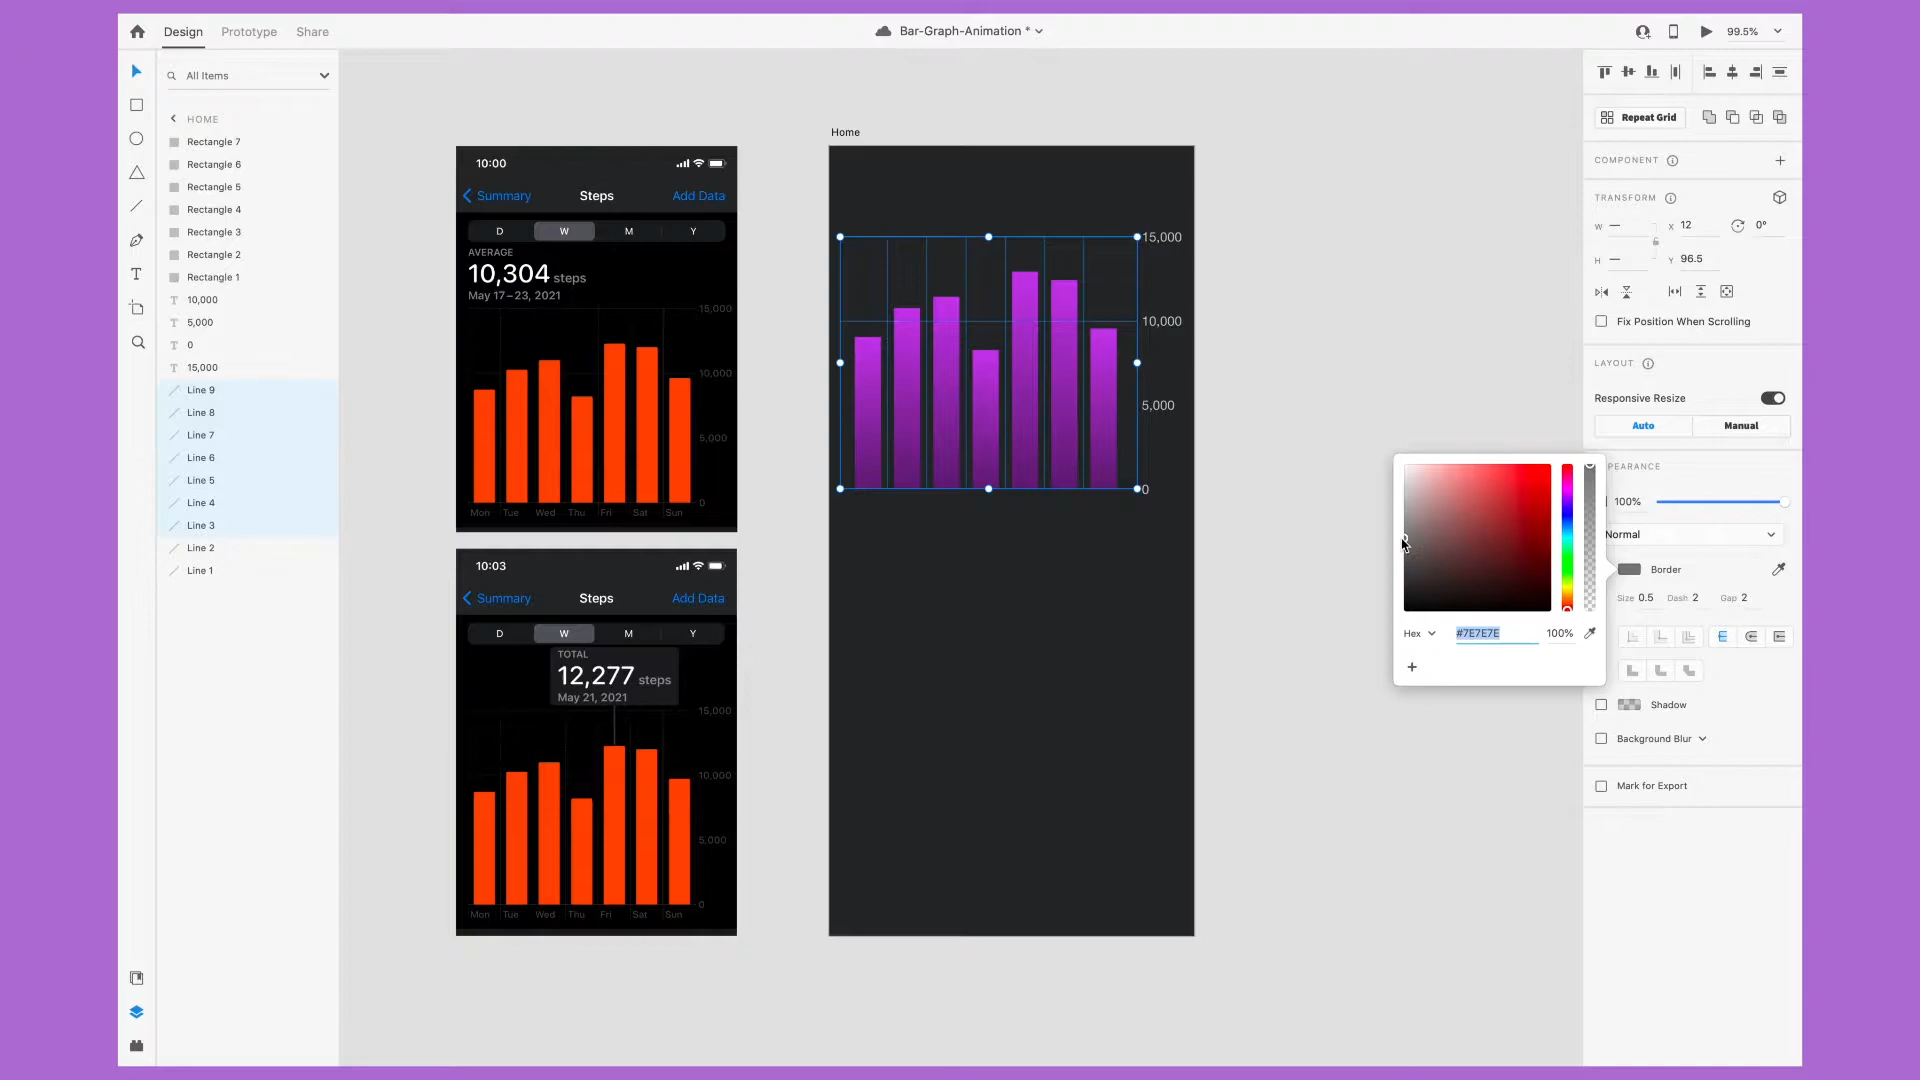 Design
Prototype
Share
Bar-Graph-Animation *
99.5%
All Items
HOME
Rectangle 7
Rectangle 6
Rectangle 5
Rectangle 4
Rectangle 3
Rectangle 2
Rectangle 1
10,000
5,000
0
15,000
Line 9
Line 8
Line 7
Line 6
Line 5
Line 4
Line 3
Line 2
Line 1
10:00
Summary
Steps
Add Data
D
W
M
Y
AVERAGE
10,304 steps
May 17–23, 2021
15,000
10,000
5,000
0
Mon
Tue
Wed
Thu
Fri
Sat
Sun
10:03
Summary
Steps
Add Data
D
W
M
Y
TOTAL
12,277 steps
May 21, 2021
15,000
10,000
5,000
0
Mon
Tue
Wed
Thu
Fri
Sat
Sun
Home
15,000
10,000
5,000
0
Hex
#7E7E7E
100%
Repeat Grid
COMPONENT
TRANSFORM
W
X 12
0°
H
Y 96.5
Fix Position When Scrolling
LAYOUT
Responsive Resize
Auto
Manual
PEARANCE
100%
Normal
Border
Size 0.5
Dash 2
Gap 2
Shadow
Background Blur
Mark for Export